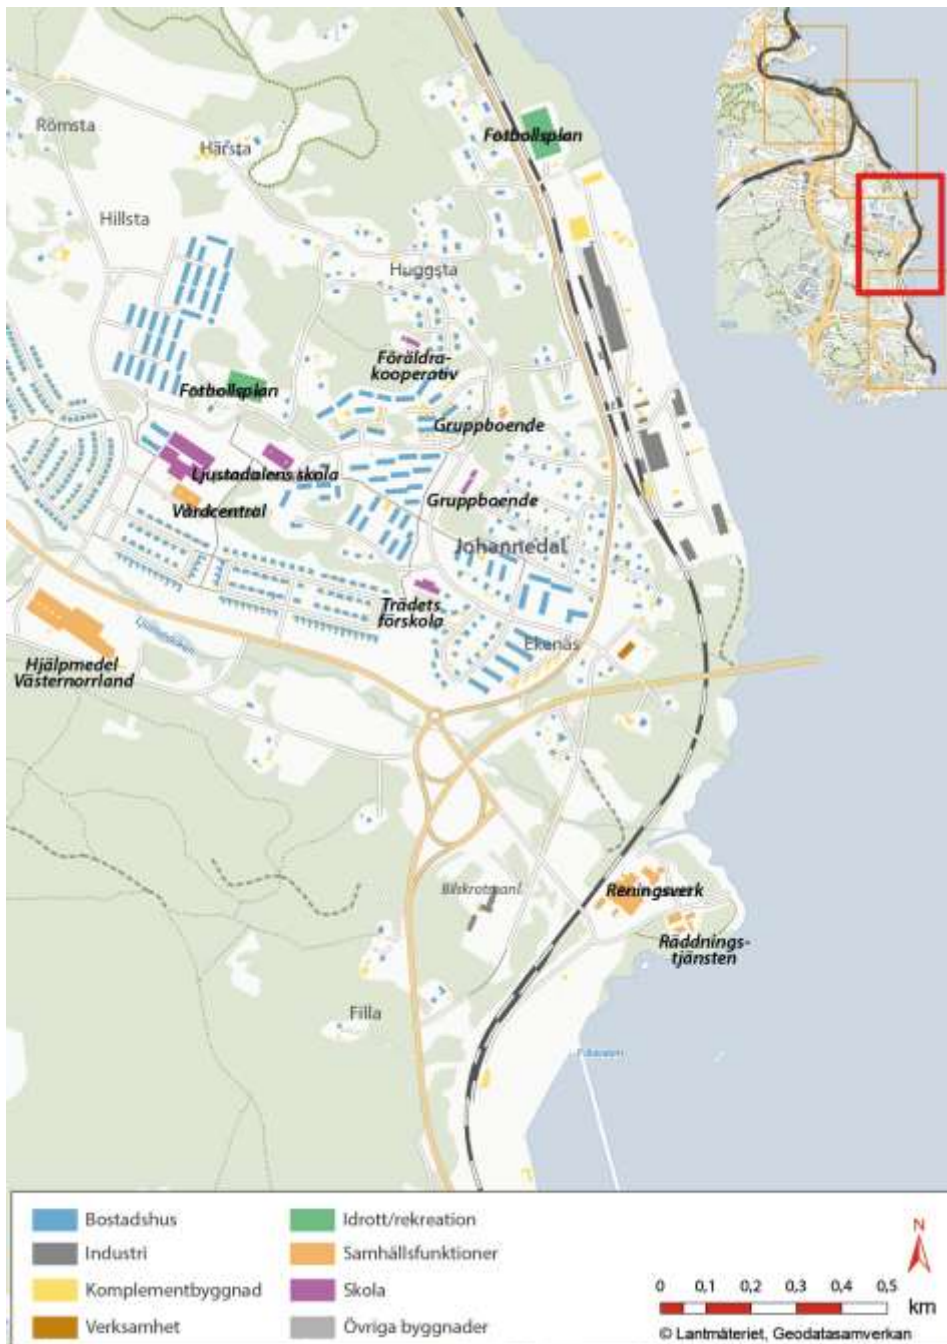 Römsta
Härsta
Fotbollsplan
Hillsta
Huggsta
Föräldra-
kooperativ
Fotbollsplan
Gruppboende
Ljustadalens skola
Vårdcentral
Gruppboende
Johannedal
Trädets
förskola
Ekenäs
Hjälpmedel
Västernorrland
Bilskrotsanl.
Reningsverk
Räddnings-
tjänsten
Filla
Bostadshus
Industri
Komplementbyggnad
Verksamhet
Idrott/rekreation
Samhällsfunktioner
Skola
Övriga byggnader
N
0 0,1 0,2 0,3 0,4 0,5
km
© Lantmäteriet, Geodatasamverkan